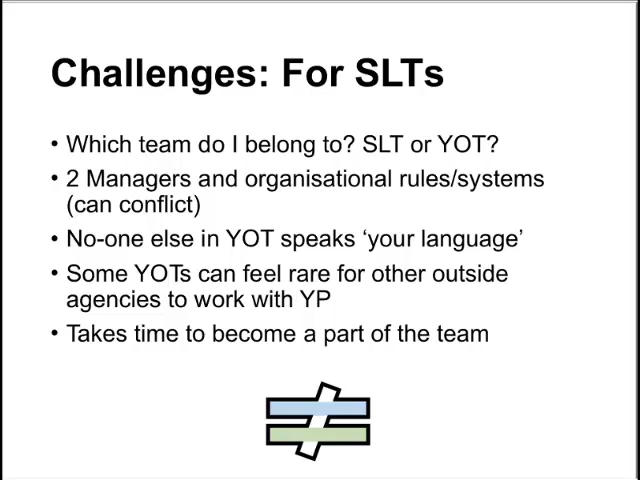 Challenges: For SLTs
• Which team do I belong to? SLT or YOT?
• 2 Managers and organisational rules/systems
(can conflict)
• No-one else in YOT speaks ‘your language’
• Some YOTs can feel rare for other outside
agencies to work with YP
• Takes time to become a part of the team